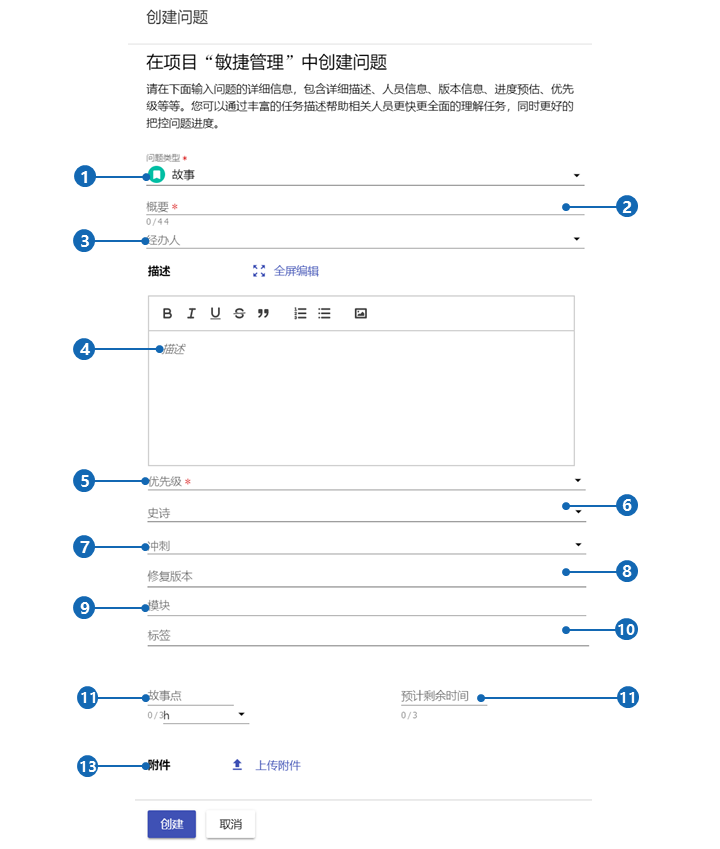 创建问题
在项目“敏捷管理”中创建问题
请在下面输入问题的详细信息，包含详细描述、人员信息、版本信息、进度预估、优先
级等等。您可以通过丰富的任务描述帮助相关人员更快更全面的理解任务，同时更好的
把控问题进度。
问题类型 *
1 故事
概要 * 2
0/44
3 经办人
描述 全屏编辑
B I U S ”
4 描述
5 优先级 *
史诗 6
7 冲刺
修复版本 8
9 模块
标签 10
11 故事点 预计剩余时间 11
0/3 h 0/3
13 附件 上传附件
创建 取消